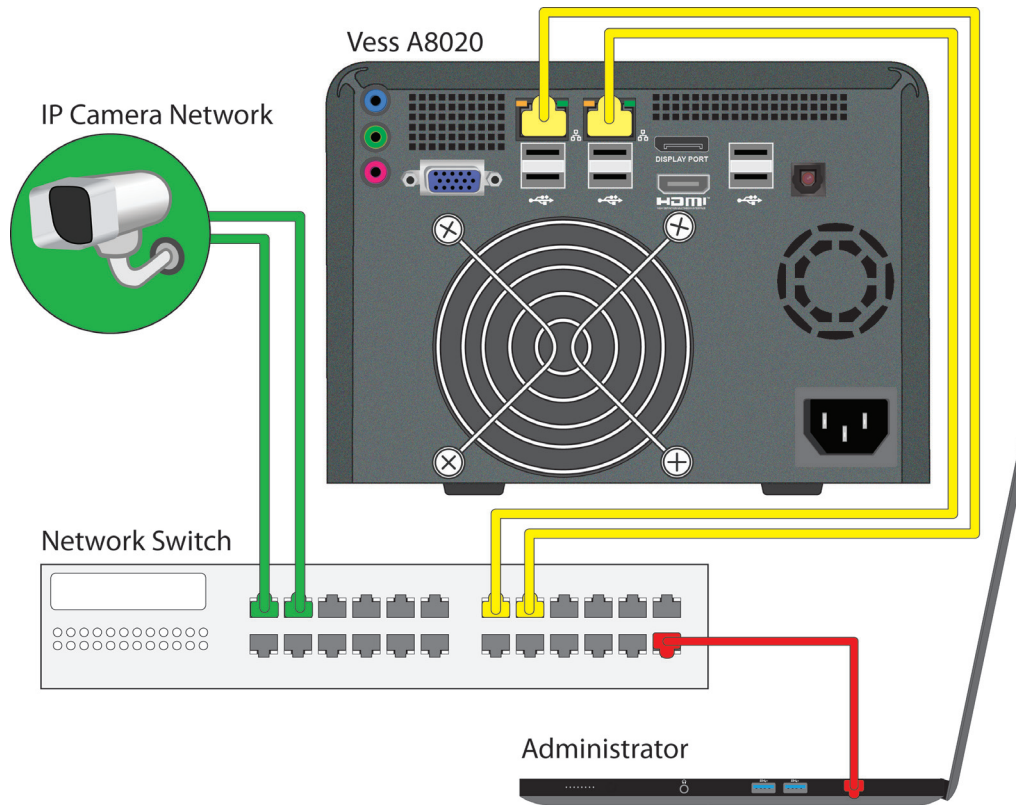 Vess A8020
IP Camera Network
DISPLAY PORT
HDMI
Network Switch
Administrator